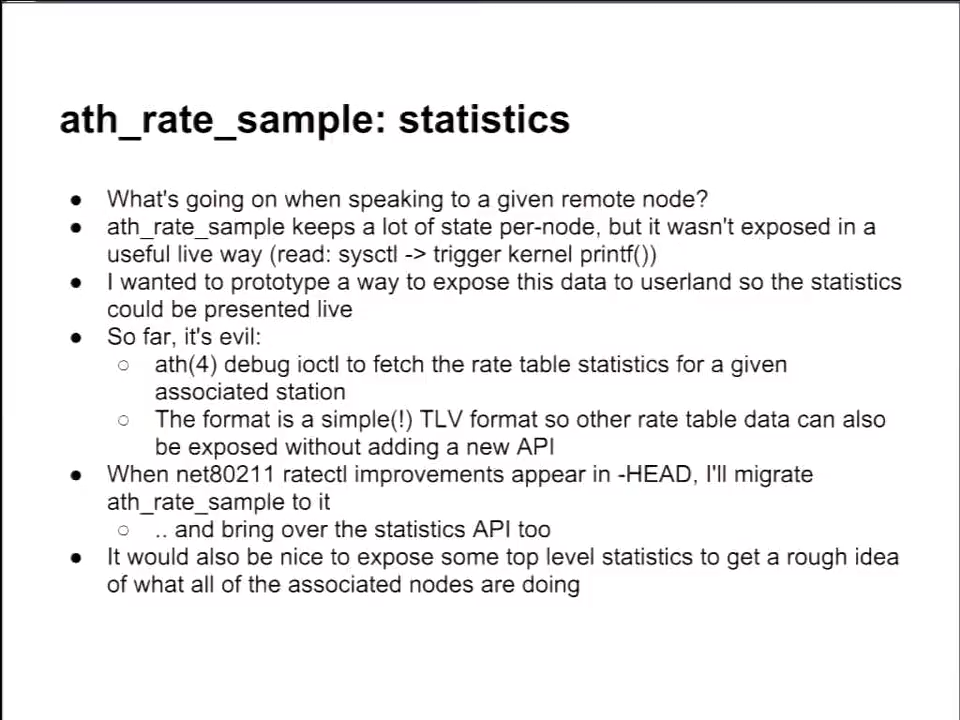 ath_rate_sample: statistics
● What's going on when speaking to a given remote node?
● ath_rate_sample keeps a lot of state per-node, but it wasn't exposed in a
useful live way (read: sysctl -> trigger kernel printf())
● I wanted to prototype a way to expose this data to userland so the statistics
could be presented live
● So far, it's evil:
○ ath(4) debug ioctl to fetch the rate table statistics for a given
associated station
○ The format is a simple(!) TLV format so other rate table data can also
be exposed without adding a new API
● When net80211 ratectl improvements appear in -HEAD, I'll migrate
ath_rate_sample to it
○ .. and bring over the statistics API too
● It would also be nice to expose some top level statistics to get a rough idea
of what all of the associated nodes are doing